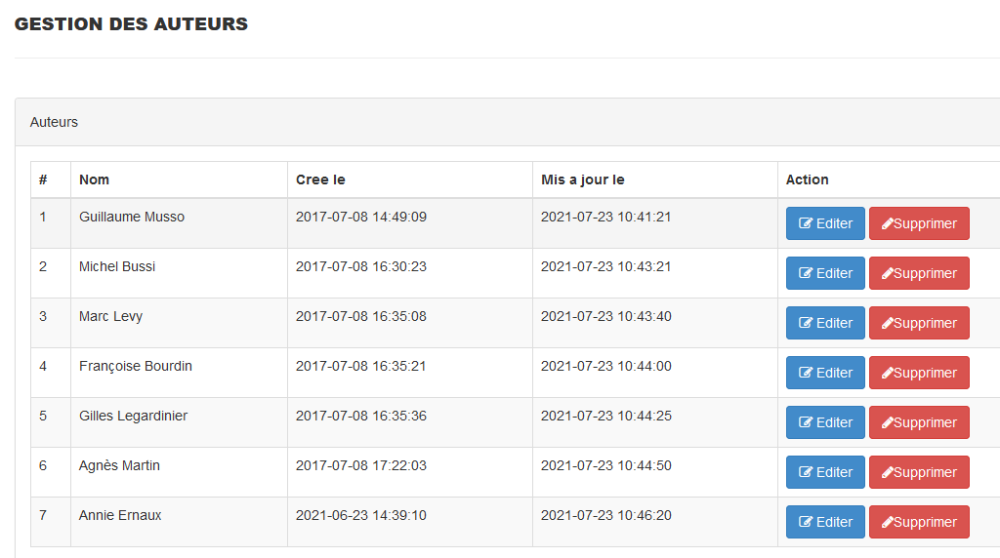 GESTION DES AUTEURS
Auteurs
# Nom Cree le Mis a jour le Action
1 Guillaume Musso 2017-07-08 14:49:09 2021-07-23 10:41:21 Editer Supprimer
2 Michel Bussi 2017-07-08 16:30:23 2021-07-23 10:43:21 Editer Supprimer
3 Marc Levy 2017-07-08 16:35:08 2021-07-23 10:43:40 Editer Supprimer
4 Françoise Bourdin 2017-07-08 16:35:21 2021-07-23 10:44:00 Editer Supprimer
5 Gilles Legardinier 2017-07-08 16:35:36 2021-07-23 10:44:25 Editer Supprimer
6 Agnès Martin 2017-07-08 17:22:03 2021-07-23 10:44:50 Editer Supprimer
7 Annie Ernaux 2021-06-23 14:39:10 2021-07-23 10:46:20 Editer Supprimer